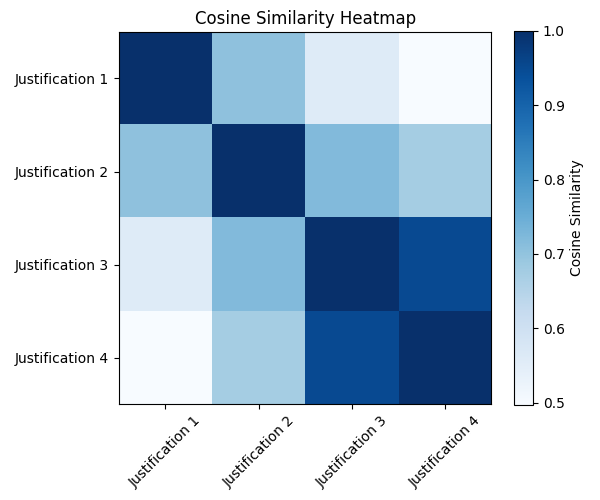 Cosine Similarity Heatmap
Justification 1
Justification 2
Justification 3
Justification 4
Justification 1
Justification 2
Justification 3
Justification 4
1.0
0.9
0.8
0.7
0.6
0.5
Cosine Similarity